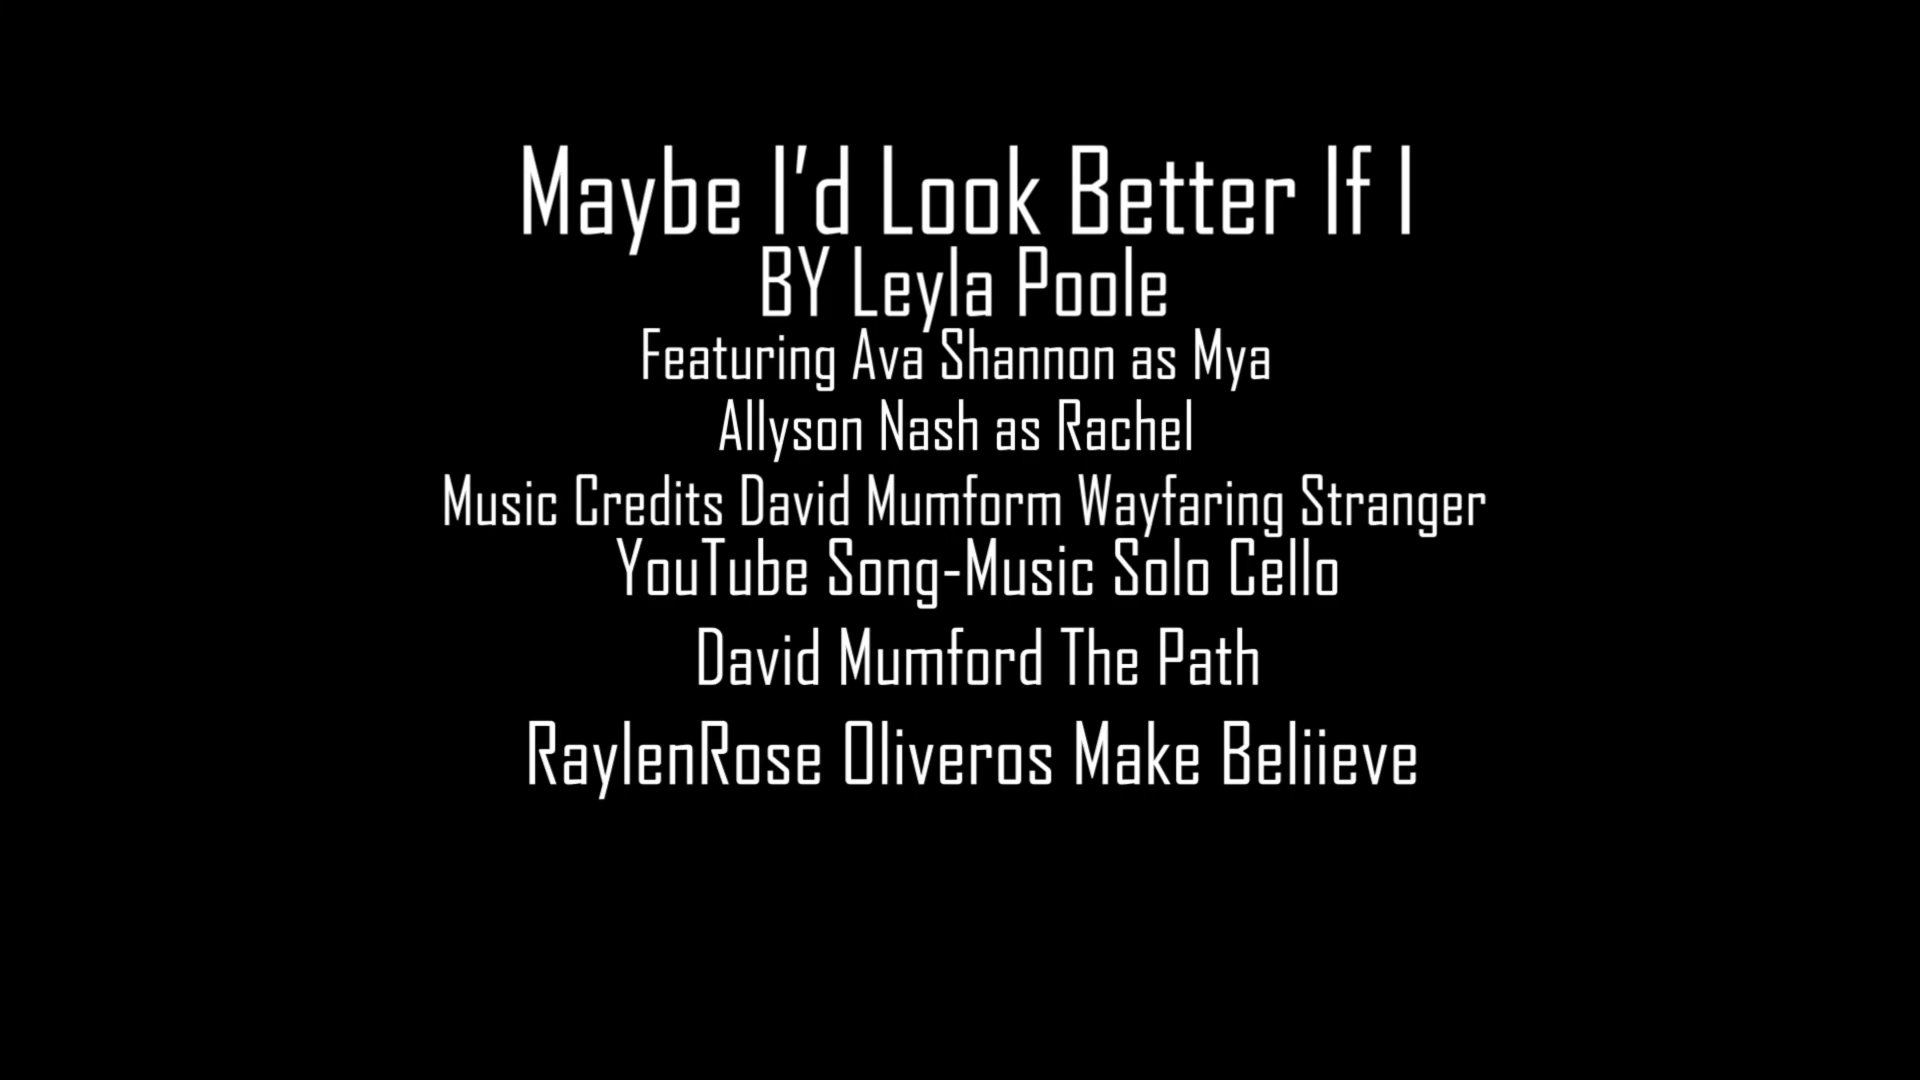 Maybe I'd Look Better If I
BY Leyla Poole
Featuring Ava Shannon as Mya
Allyson Nash as Rachel
Music Credits David Mumform Wayfaring Stranger
YouTube Song-Music Solo Cello
David Mumford The Path
RaylenRose Oliveros Make Beliieve